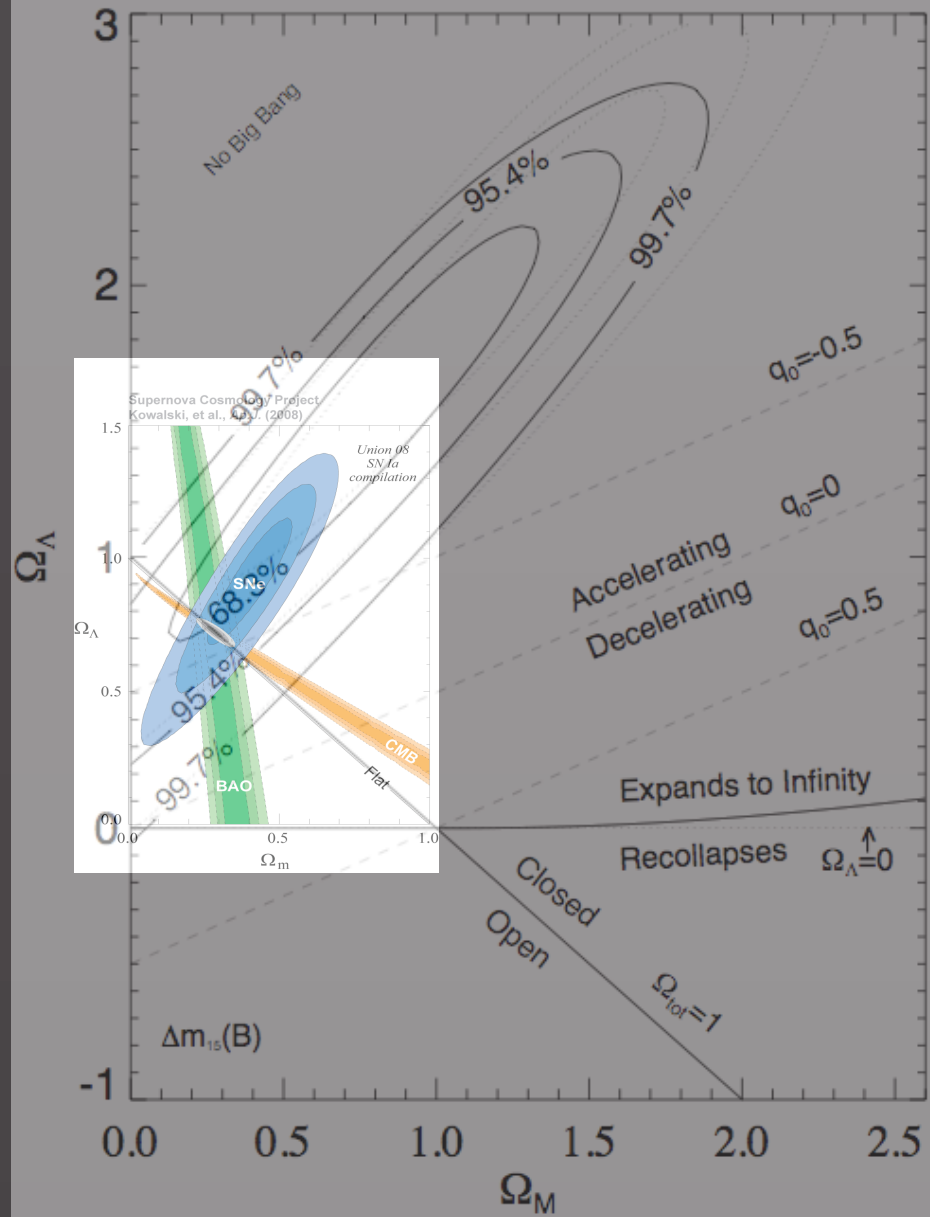 3
No Big Bang
95.4%
99.7%
2
q₀=-0.5
99.7%
Supernova Cosmology Project
Kowalski, et al., Ap.J. (2008)
1.5
Union 08
SN Ia
compilation
q₀=0
Ω_Λ
1
1.0
Accelerating
SNe
68.3%
Decelerating
q₀=0.5
Ω_Λ
0.5
95.4%
99.7%
CMB
Flat
BAO
Expands to Infinity
0
0.0
0.0
0.5
1.0
Ω_m
Recollapses
Ω_Λ=0
Closed
Open
Ω_tot=1
Δm₁₅(B)
-1
0.0 0.5 1.0 1.5 2.0 2.5
Ω_M